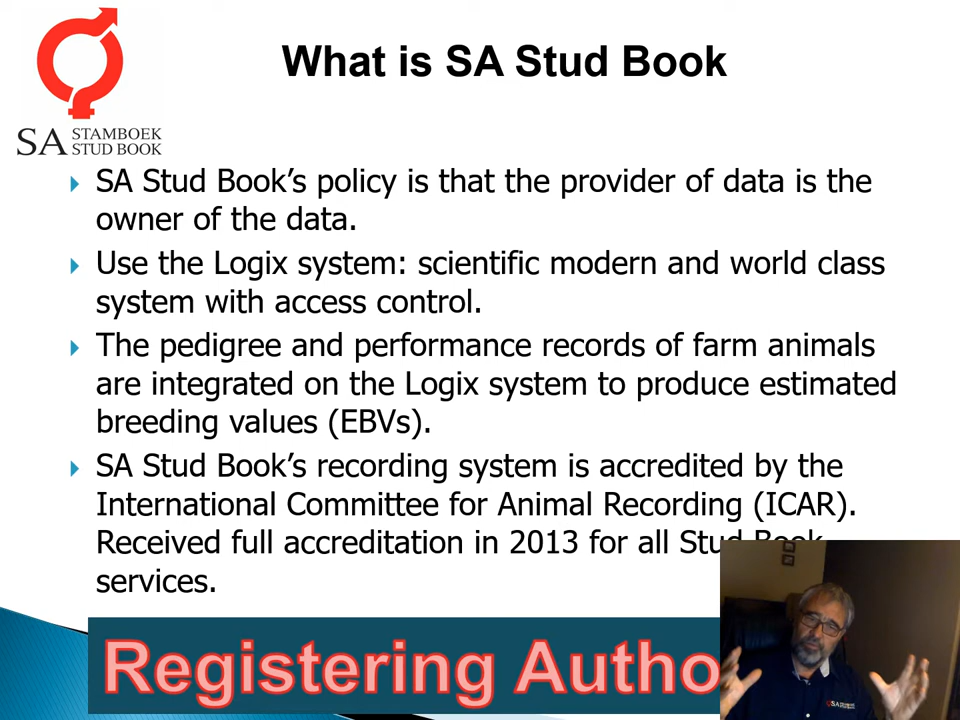 What is SA Stud Book
SA STAMBOEK
STUD BOOK
SA Stud Book’s policy is that the provider of data is the
owner of the data.
Use the Logix system: scientific modern and world class
system with access control.
The pedigree and performance records of farm animals
are integrated on the Logix system to produce estimated
breeding values (EBVs).
SA Stud Book’s recording system is accredited by the
International Committee for Animal Recording (ICAR).
Received full accreditation in 2013 for all Stud Book
services.
Registering Autho